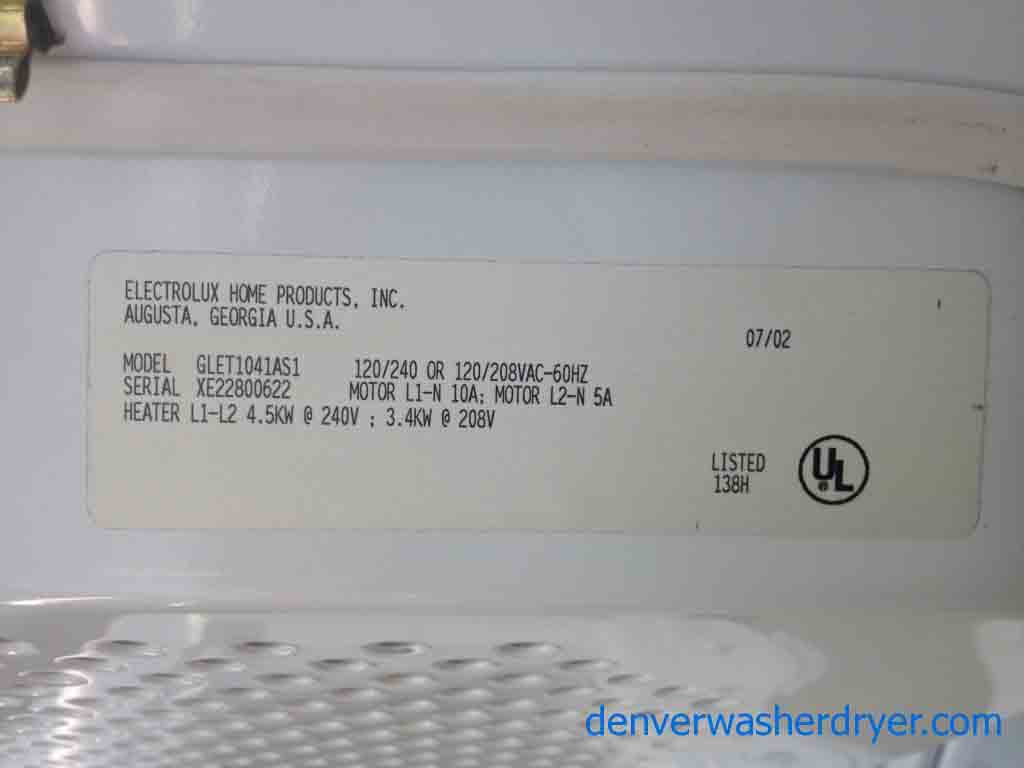 ELECTROLUX HOME PRODUCTS, INC.
AUGUSTA, GEORGIA U.S.A.
07/02
MODEL GLET1041AS1 120/240 OR 120/208VAC-60HZ
SERIAL XE22800622 MOTOR L1-N 10A; MOTOR L2-N 5A
HEATER L1-L2 4.5KW @ 240V ; 3.4KW @ 208V
LISTED
138H
UL ®
denverwasherdryer.com